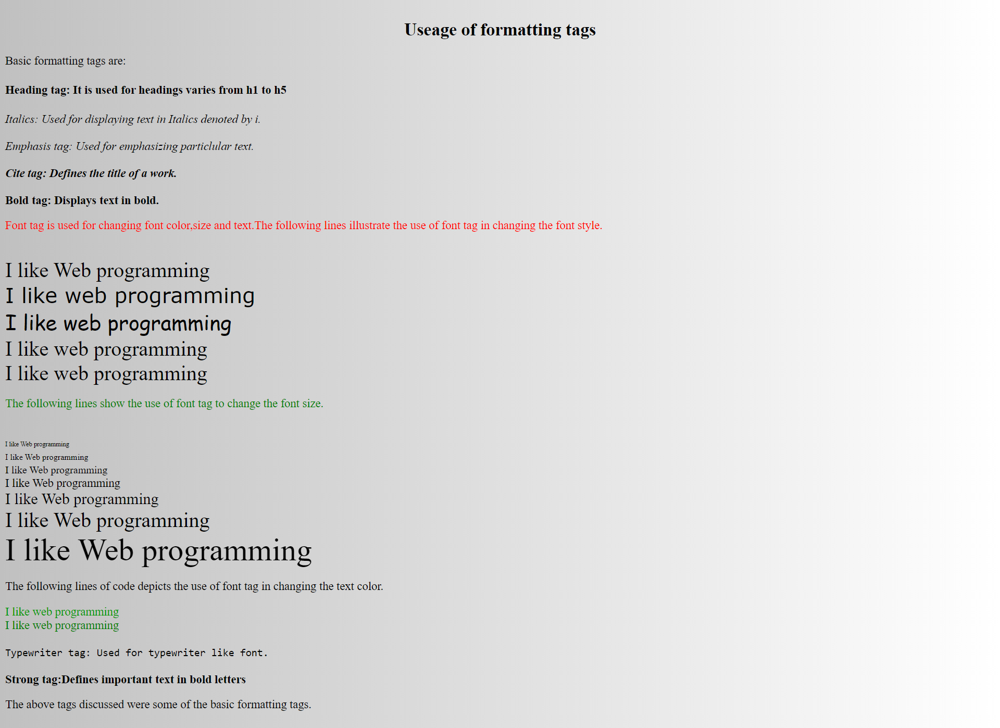 Useage of formatting tags
Basic formatting tags are:
Heading tag: It is used for headings varies from h1 to h5
Italics: Used for displaying text in Italics denoted by i.
Emphasis tag: Used for emphasizing particlular text.
Cite tag: Defines the title of a work.
Bold tag: Displays text in bold.
Font tag is used for changing font color,size and text.The following lines illustrate the use of font tag in changing the font style.
I like Web programming
I like web programming
I like web programming
I like web programming
I like web programming
The following lines show the use of font tag to change the font size.
I like Web programming
I like Web programming
I like Web programming
I like Web programming
I like Web programming
I like Web programming
I like Web programming
The following lines of code depicts the use of font tag in changing the text color.
I like web programming
I like web programming
Typewriter tag: Used for typewriter like font.
Strong tag:Defines important text in bold letters
The above tags discussed were some of the basic formatting tags.